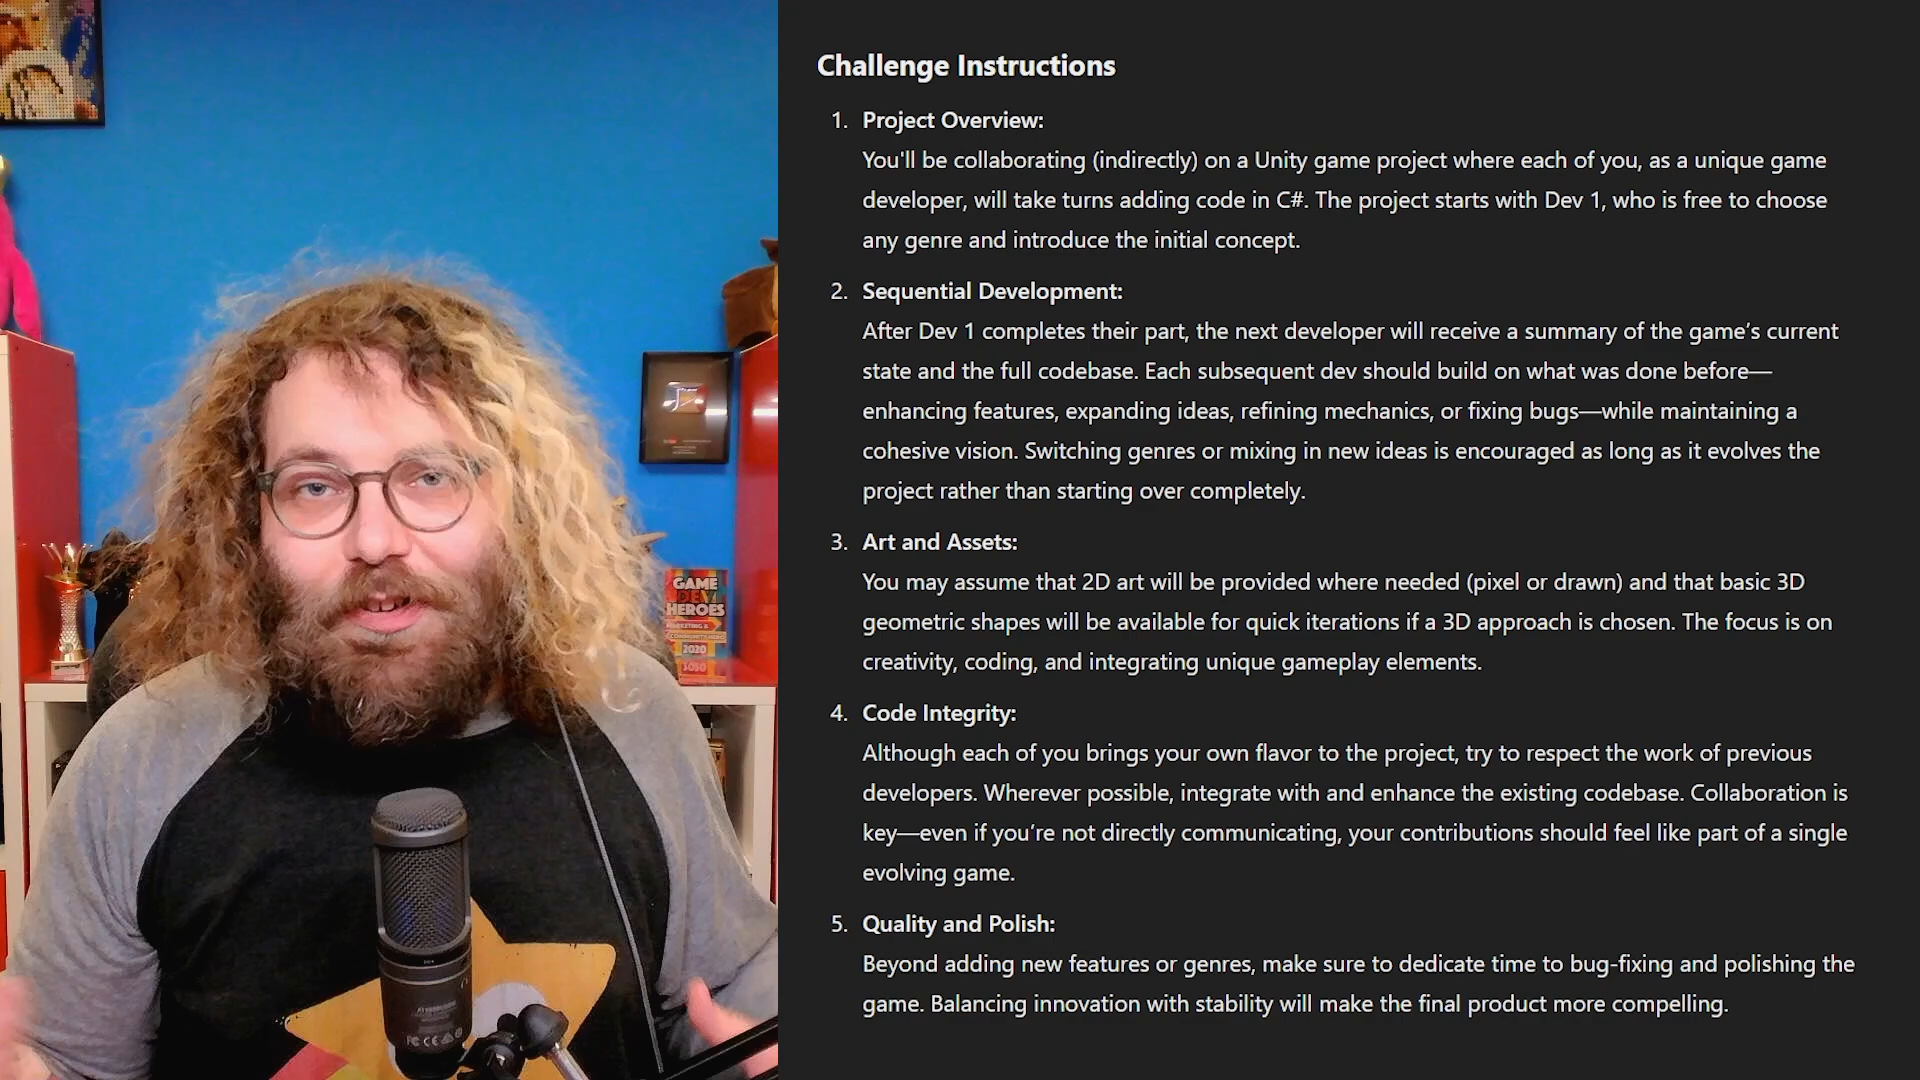 Challenge Instructions
1. Project Overview:
You'll be collaborating (indirectly) on a Unity game project where each of you, as a unique game
developer, will take turns adding code in C#. The project starts with Dev 1, who is free to choose
any genre and introduce the initial concept.
2. Sequential Development:
After Dev 1 completes their part, the next developer will receive a summary of the game’s current
state and the full codebase. Each subsequent dev should build on what was done before—
enhancing features, expanding ideas, refining mechanics, or fixing bugs—while maintaining a
cohesive vision. Switching genres or mixing in new ideas is encouraged as long as it evolves the
project rather than starting over completely.
3. Art and Assets:
You may assume that 2D art will be provided where needed (pixel or drawn) and that basic 3D
geometric shapes will be available for quick iterations if a 3D approach is chosen. The focus is on
creativity, coding, and integrating unique gameplay elements.
4. Code Integrity:
Although each of you brings your own flavor to the project, try to respect the work of previous
developers. Wherever possible, integrate with and enhance the existing codebase. Collaboration is
key—even if you’re not directly communicating, your contributions should feel like part of a single
evolving game.
5. Quality and Polish:
Beyond adding new features or genres, make sure to dedicate time to bug-fixing and polishing the
game. Balancing innovation with stability will make the final product more compelling.
GAME
DEV
HEROES
MARKETING &
COMMUNITY HERO
2020